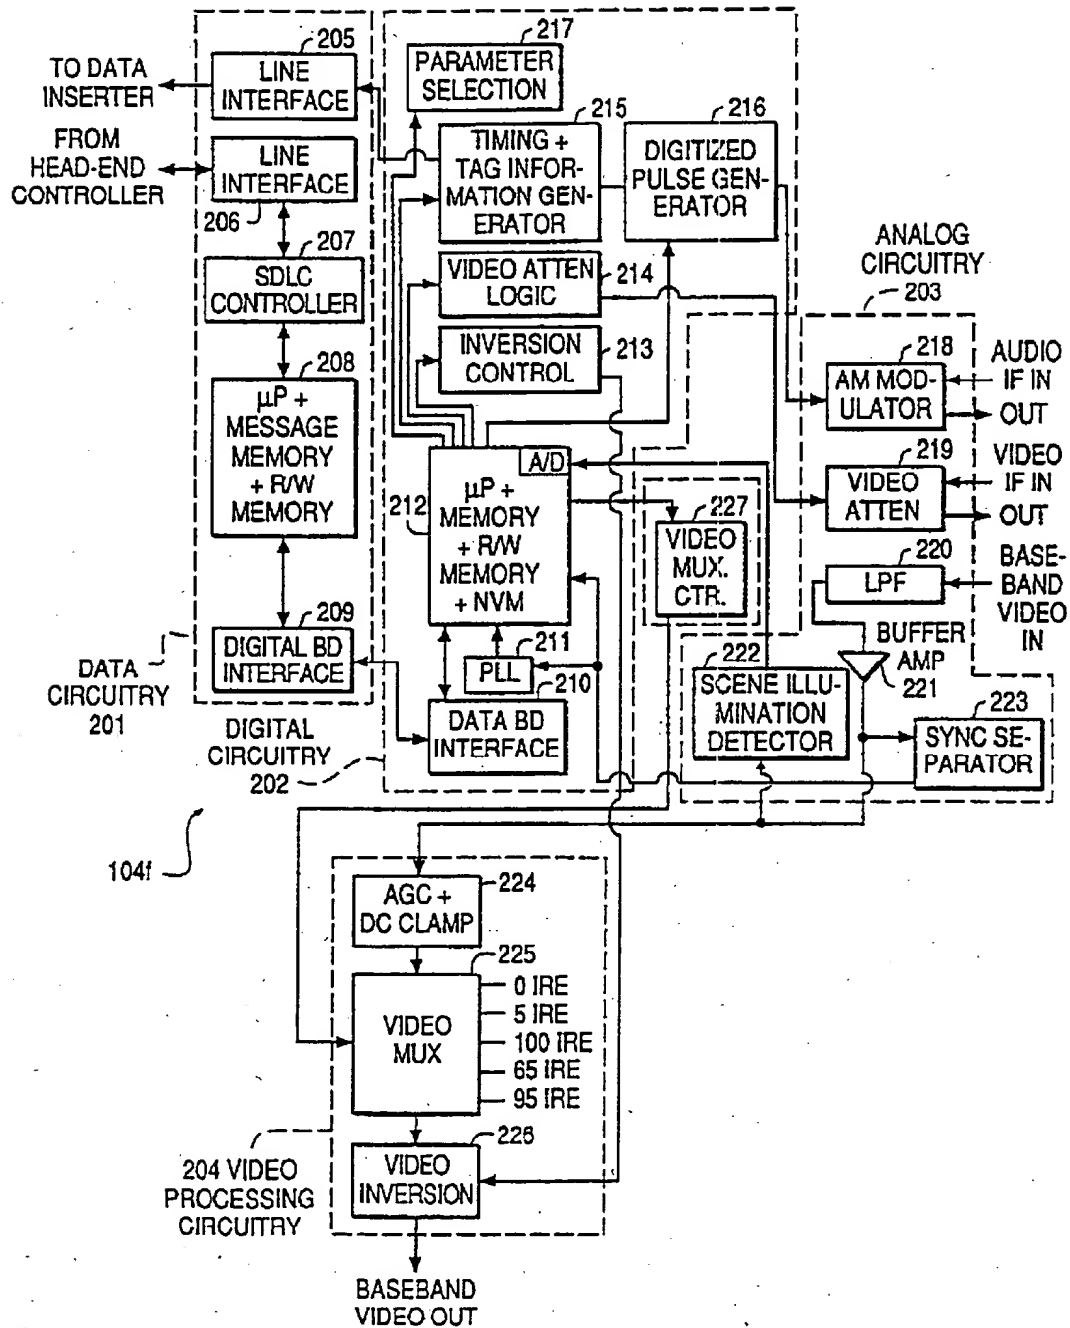 217
PARAMETER
SELECTION
205
LINE
INTERFACE
TO DATA
INSERTER
FROM
HEAD-END
CONTROLLER
LINE
INTERFACE
206
215
TIMING +
TAG INFOR-
MATION GEN-
ERATOR
216
DIGITIZED
PULSE GEN-
ERATOR
207
SDLC
CONTROLLER
VIDEO ATTEN
LOGIC
214
INVERSION
CONTROL
213
ANALOG
CIRCUITRY
203
208
μP +
MESSAGE
MEMORY
+ R/W
MEMORY
218
AM MOD-
ULATOR
AUDIO
IF IN
OUT
A/D
212
μP +
MEMORY
+ R/W
MEMORY
+ NVM
227
VIDEO
MUX.
CTR.
219
VIDEO
ATTEN
VIDEO
IF IN
OUT
220
LPF
BASE-
BAND
VIDEO
IN
209
DIGITAL BD
INTERFACE
211
PLL
210
DATA BD
INTERFACE
BUFFER
AMP
221
222
SCENE ILLU-
MINATION
DETECTOR
223
SYNC SE-
PARATOR
DATA
CIRCUITRY
201
DIGITAL
CIRCUITRY
202
104f
224
AGC +
DC CLAMP
225
VIDEO
MUX
0 IRE
5 IRE
100 IRE
65 IRE
95 IRE
226
VIDEO
INVERSION
204 VIDEO
PROCESSING
CIRCUITRY
BASEBAND
VIDEO OUT